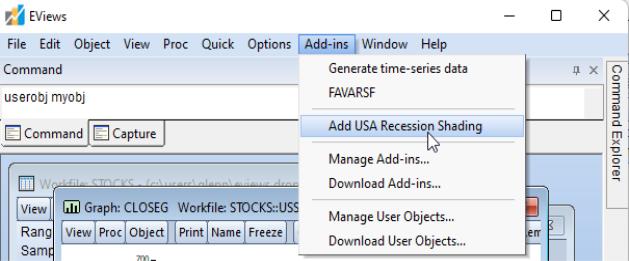 EViews
File Edit Object View Proc Quick Options Add-ins Window Help
Command
userobj myobj
Command Capture
Generate time-series data
FAVARSF
Add USA Recession Shading
Manage Add-ins...
Download Add-ins...
Manage User Objects...
Download User Objects...
Command Explorer
Workfile: STOCKS - (c:\users\glenn\eviews
View
Rang
Samp
Graph: CLOSEG Workfile: STOCKS::USS
View Proc Object Print Name Freeze
700